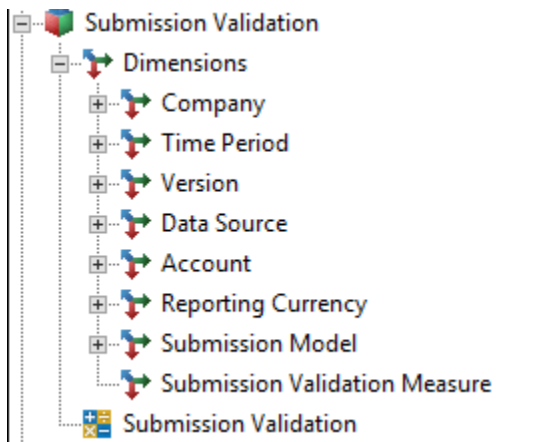 Submission Validation
Dimensions
Company
Time Period
Version
Data Source
Account
Reporting Currency
Submission Model
Submission Validation Measure
Submission Validation